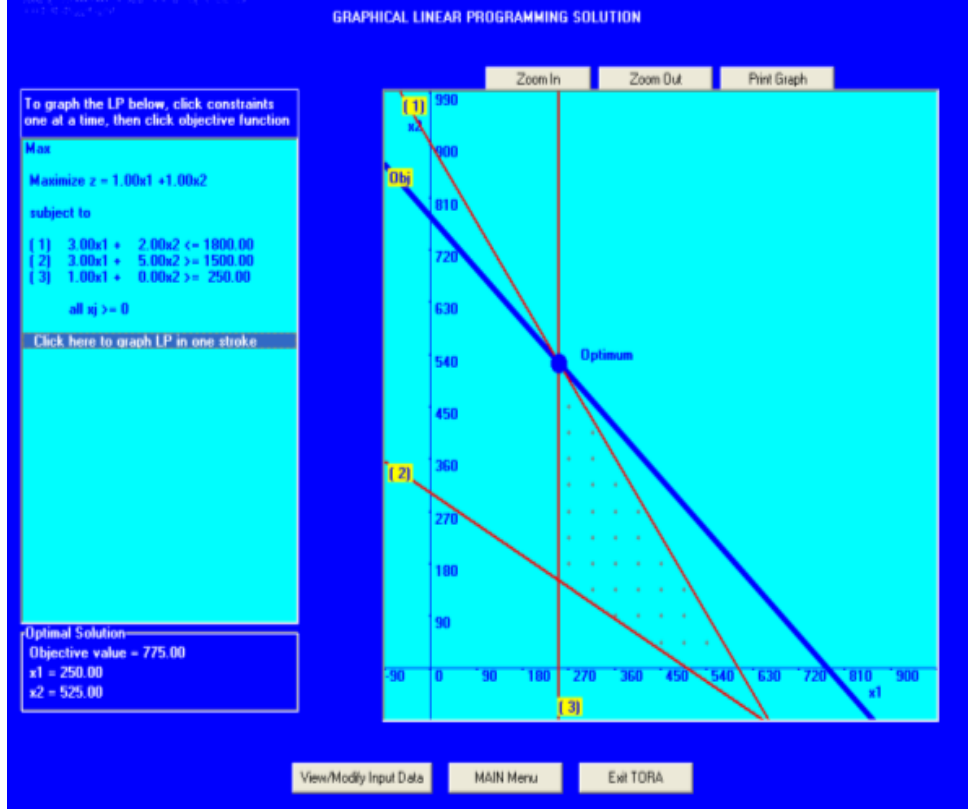 GRAPHICAL LINEAR PROGRAMMING SOLUTION
Zoom In Zoom Out Print Graph
To graph the LP below, click constraints
one at a time, then click objective function
Max
Maximize z = 1.00x1 +1.00x2
subject to
( 1) 3.00x1 + 2.00x2 <= 1800.00
( 2) 3.00x1 + 5.00x2 >= 1500.00
( 3) 1.00x1 + 0.00x2 >= 250.00
all xj >= 0
Click here to graph LP in one stroke
Optimal Solution
Objective value = 775.00
x1 = 250.00
x2 = 525.00
( 1)
990
x2
900
Obj
810
720
630
540
Optimum
450
360
( 2)
270
180
90
-90 0 90 180 270 360 450 540 630 720 810 900
x1
( 3)
View/Modify Input Data MAIN Menu Exit TORA